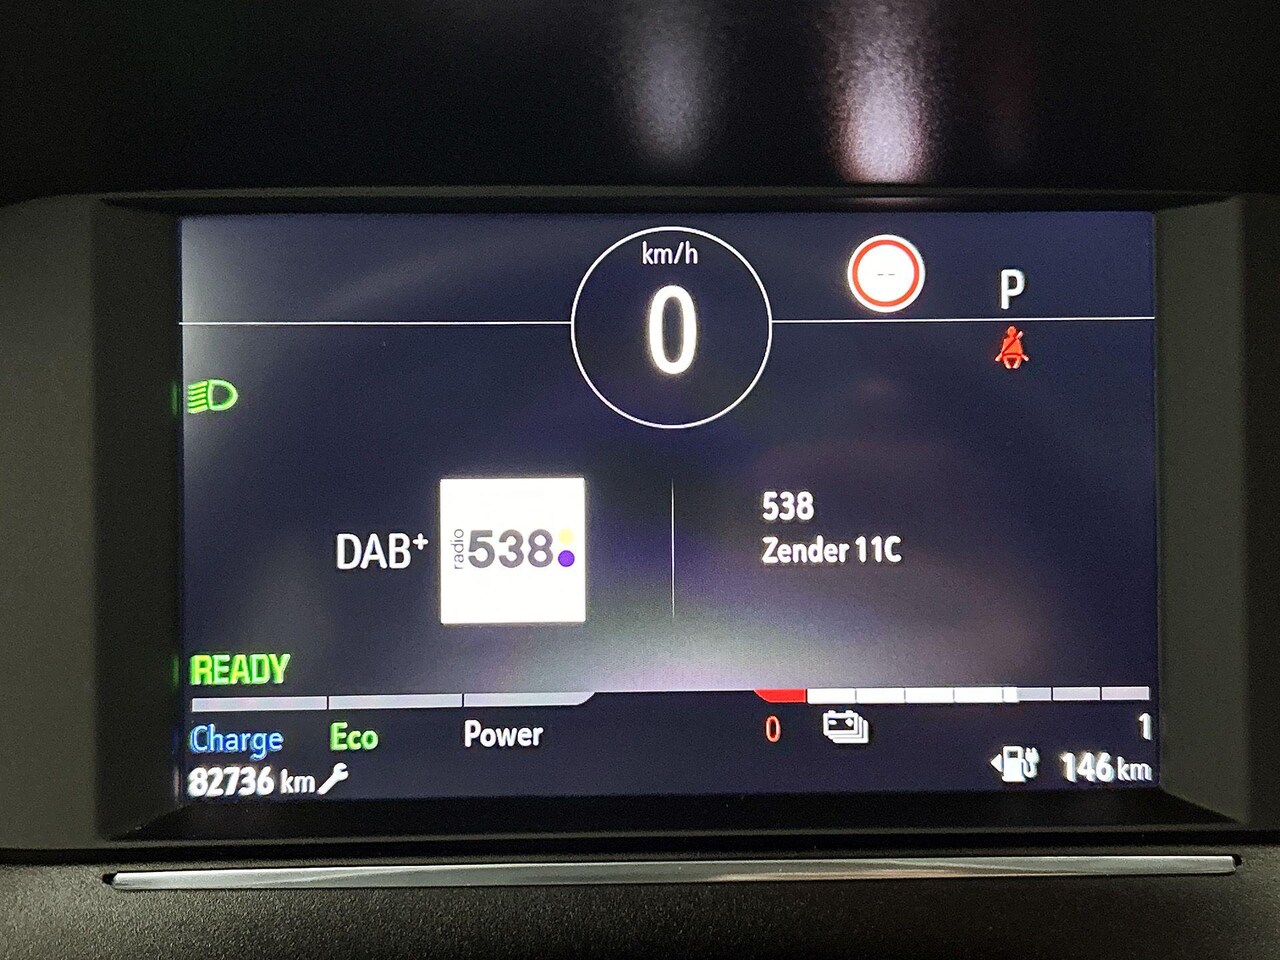 km/h
0
--
P
DAB+
radio
538
538
Zender 11C
READY
Charge
Eco
Power
0
1
82736 km
146 km